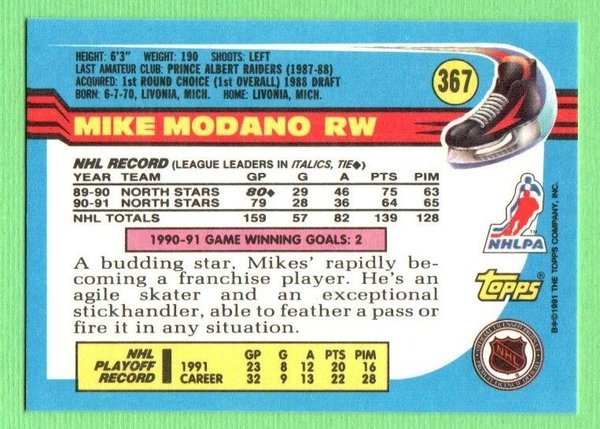 HEIGHT: 6'3" WEIGHT: 190 SHOOTS: LEFT
LAST AMATEUR CLUB: PRINCE ALBERT RAIDERS (1987-88)
ACQUIRED: 1st ROUND CHOICE (1st OVERALL) 1988 DRAFT
BORN: 6-7-70, LIVONIA, MICH. HOME: LIVONIA, MICH.
367
MIKE MODANO RW
NHL RECORD (LEAGUE LEADERS IN ITALICS, TIE◆)
YEAR TEAM GP G A PTS PIM
89-90 NORTH STARS 80◆ 29 46 75 63
90-91 NORTH STARS 79 28 36 64 65
NHL TOTALS 159 57 82 139 128
1990-91 GAME WINNING GOALS: 2
A budding star, Mikes' rapidly be-
coming a franchise player. He's an
agile skater and an exceptional
stickhandler, able to feather a pass or
fire it in any situation.
NHL PLAYOFF RECORD
GP G A PTS PIM
1991 23 8 12 20 16
CAREER 32 9 13 22 28
NHLPA
TM
topps®
B*©1991 THE TOPPS COMPANY, INC.
NHL